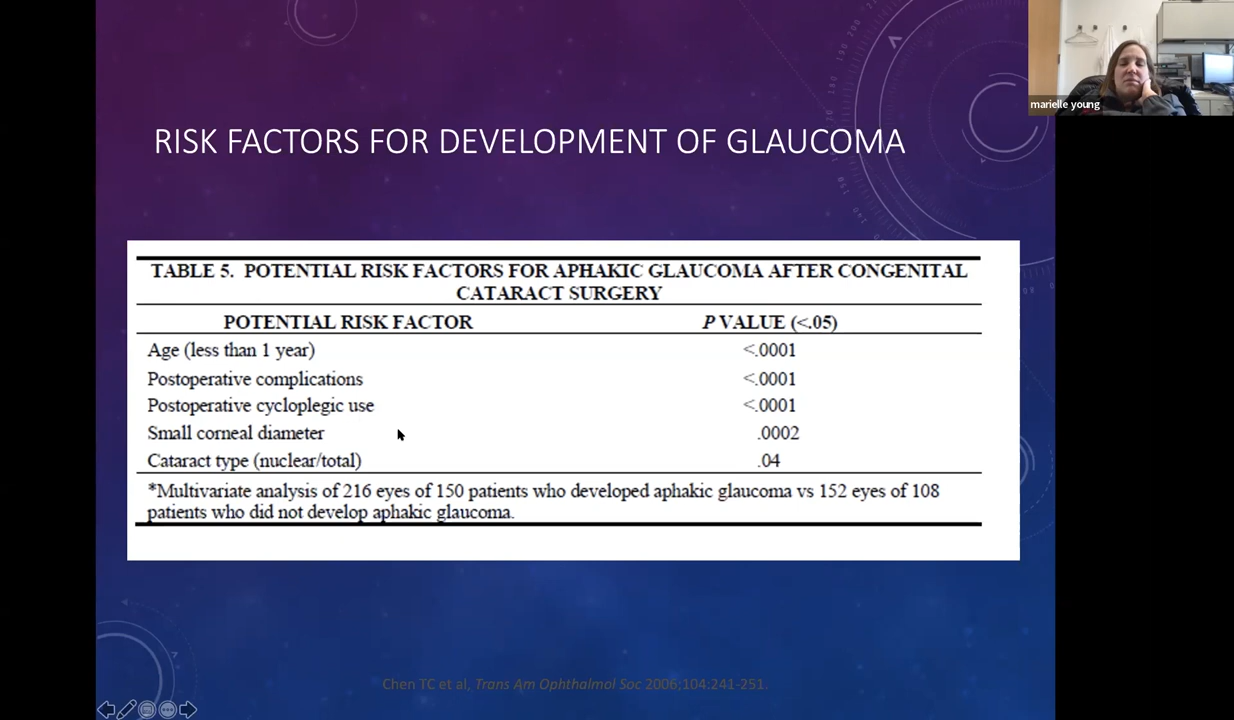 marielle young
RISK FACTORS FOR DEVELOPMENT OF GLAUCOMA
TABLE 5. POTENTIAL RISK FACTORS FOR APHAKIC GLAUCOMA AFTER CONGENITAL
CATARACT SURGERY
POTENTIAL RISK FACTOR P VALUE (<.05)
Age (less than 1 year) <.0001
Postoperative complications <.0001
Postoperative cycloplegic use <.0001
Small corneal diameter .0002
Cataract type (nuclear/total) .04
*Multivariate analysis of 216 eyes of 150 patients who developed aphakic glaucoma vs 152 eyes of 108
patients who did not develop aphakic glaucoma.
Chen TC et al, Trans Am Ophthalmol Soc 2006;104:241-251.